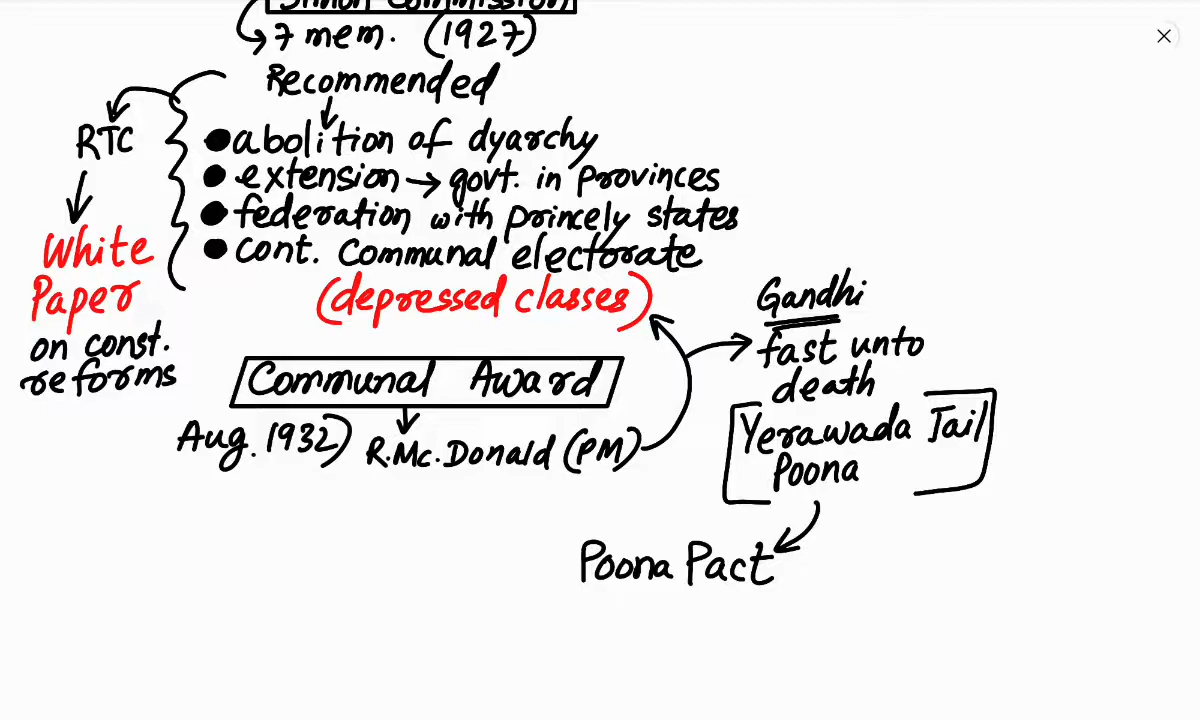 Simon Commission
7 mem. (1927)
Recommended
RTC
• abolition of dyarchy
• extension → govt. in Provinces
• federation with princely states
• cont. Communal electorate
(depressed classes)
White
Paper
on const.
reforms
Gandhi
fast unto
death
Yerawada Jail
Poona
Communal Award
Aug. 1932)
R.Mc.Donald (PM)
Poona Pact